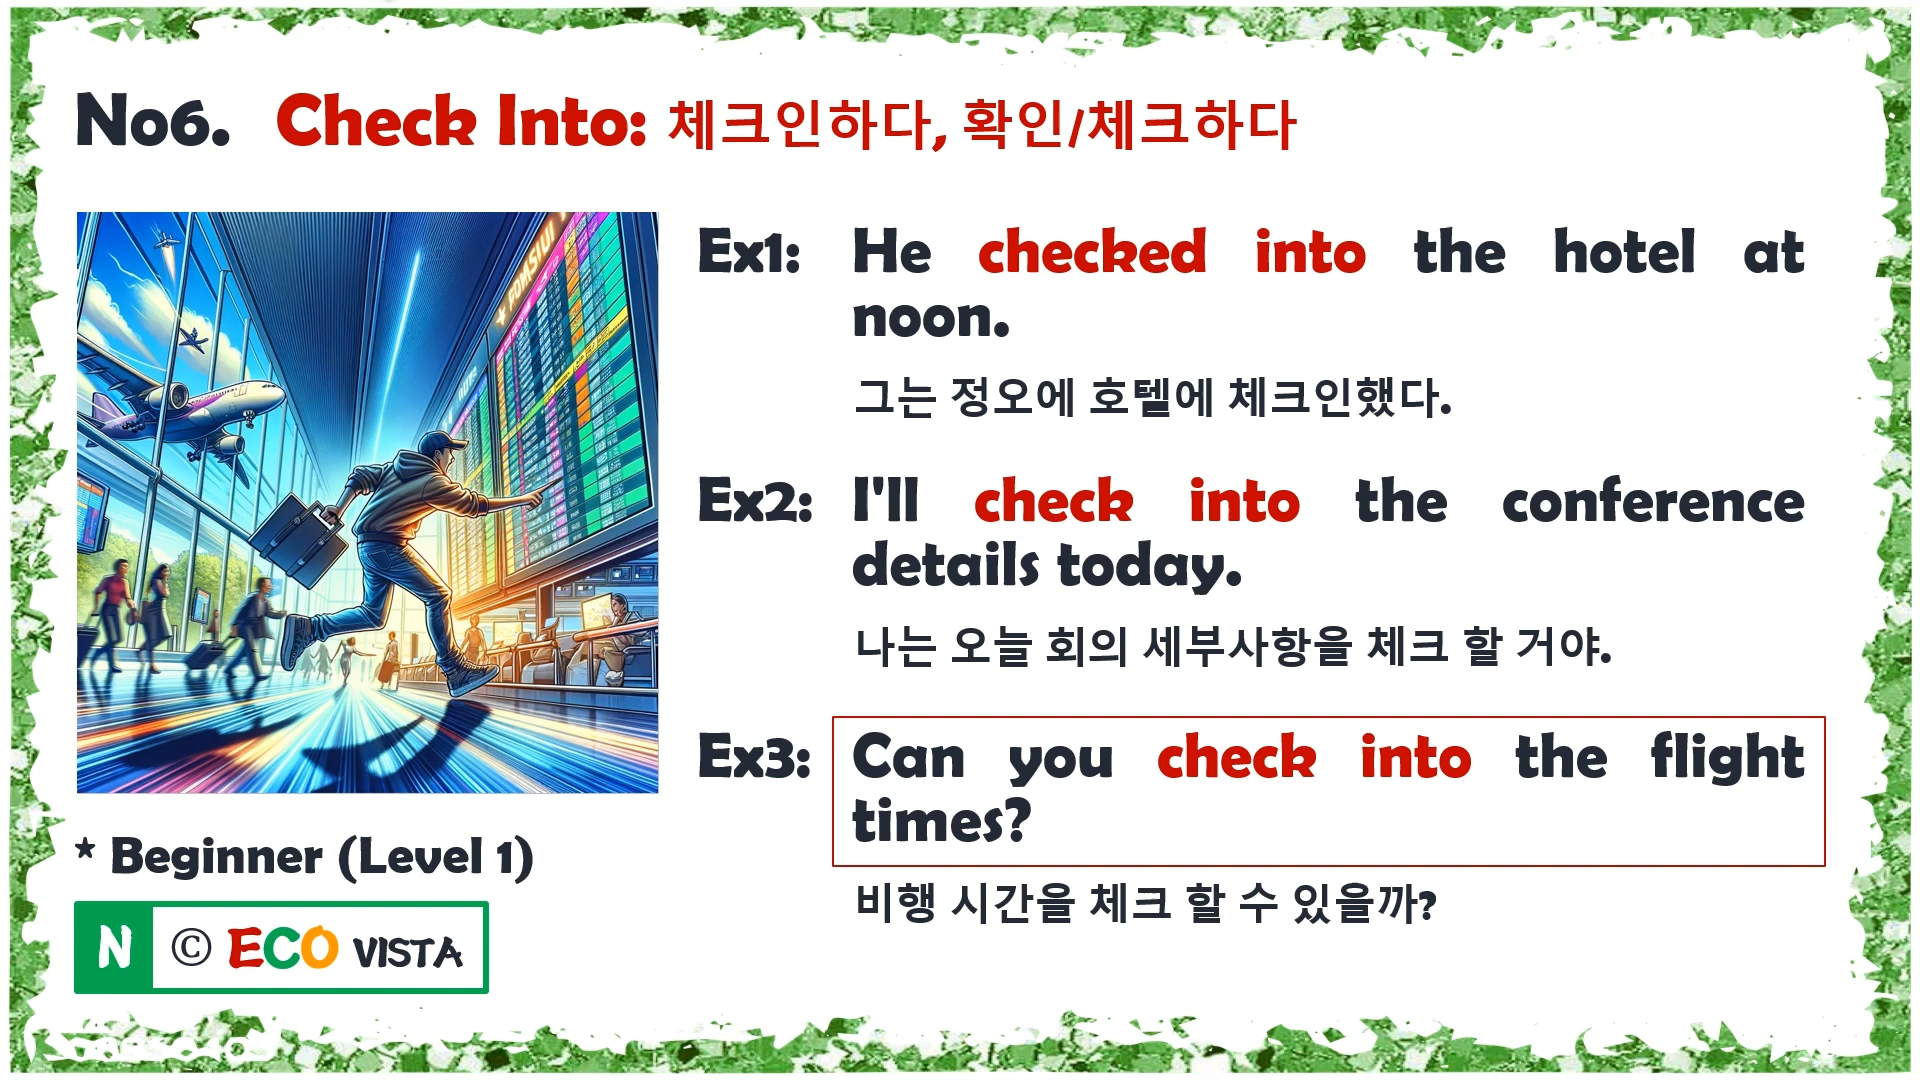 No6. Check Into: 체크인하다, 확인/체크하다
Ex1: He checked into the hotel at
noon.
그는 정오에 호텔에 체크인했다.
Ex2: I'll check into the conference
details today.
나는 오늘 회의 세부사항을 체크 할 거야.
Ex3: Can you check into the flight
times?
비행 시간을 체크 할 수 있을까?
* Beginner (Level 1)
N © ECO VISTA